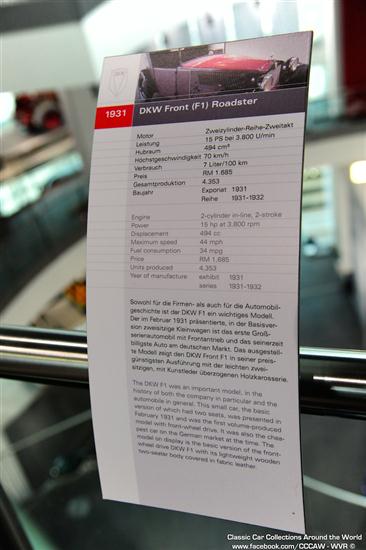 DKW
1931 DKW Front (F1) Roadster
Motor Zweizylinder-Reihe-Zweitakt
Leistung 15 PS bei 3.800 U/min
Hubraum 494 cm³
Höchstgeschwindigkeit 70 km/h
Verbrauch 7 Liter/100 km
Preis RM 1.685
Gesamtproduktion 4.353
Baujahr Exponat 1931
Reihe 1931-1932
Engine 2-cylinder in-line, 2-stroke
Power 15 hp at 3,800 rpm
Displacement 494 cc
Maximum speed 44 mph
Fuel consumption 34 mpg
Price RM 1,685
Units produced 4,353
Year of manufacture exhibit 1931
series 1931-1932
Sowohl für die Firmen- als auch für die Automobil-
geschichte ist der DKW F1 ein wichtiges Modell.
Der im Februar 1931 präsentierte, in der Basisver-
sion zweisitzige Kleinwagen ist das erste Groß-
serienautomobil mit Frontantrieb und das seinerzeit
billigste Auto am deutschen Markt. Das ausgestell-
te Modell zeigt den DKW Front F1 in seiner preis-
günstigsten Ausführung mit der leichten zwei-
sitzigen, mit Kunstleder überzogenen Holzkarosserie.
The DKW F1 was an important model, in the
history of both the company in particular and the
automobile in general. This small car, the basic
version of which had two seats, was presented in
February 1931 and was the first volume-produced
model with front-wheel drive. It was also the chea-
pest car on the German market at the time. The
model on display is the basic version of the front-
wheel drive DKW F1 with its lightweight wooden
two-seater body covered in fabric leather.
Classic Car Collections Around the World
www.facebook.com/CCCAW - WVR ©